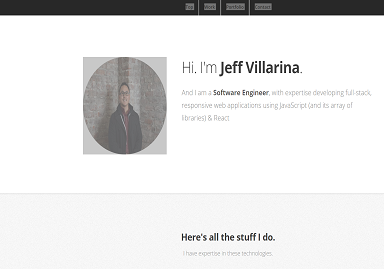 Top
Work
Portfolio
Contact
Hi. I'm Jeff Villarina.
And I am a Software Engineer, with expertise developing full-stack,
responsive web applications using JavaScript (and its array of
libraries) & React
Here's all the stuff I do.
I have expertise in these technologies.